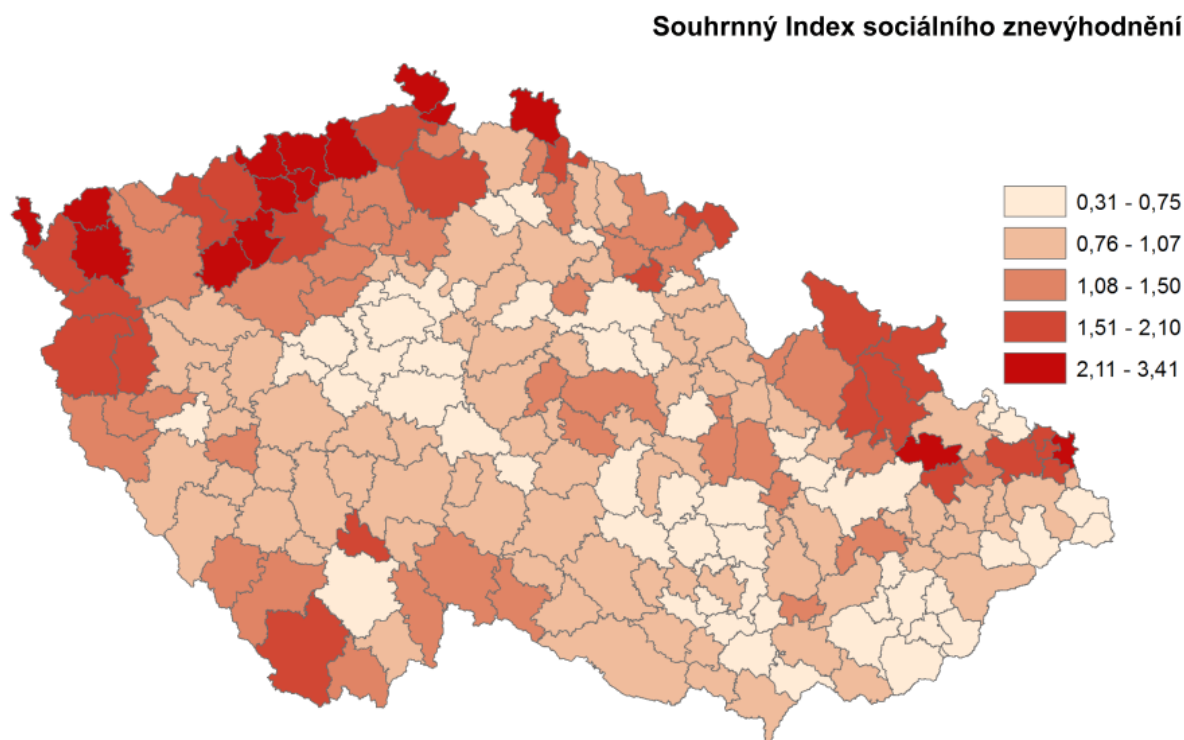 Souhrnný Index sociálního znevýhodnění
0,31 - 0,75
0,76 - 1,07
1,08 - 1,50
1,51 - 2,10
2,11 - 3,41